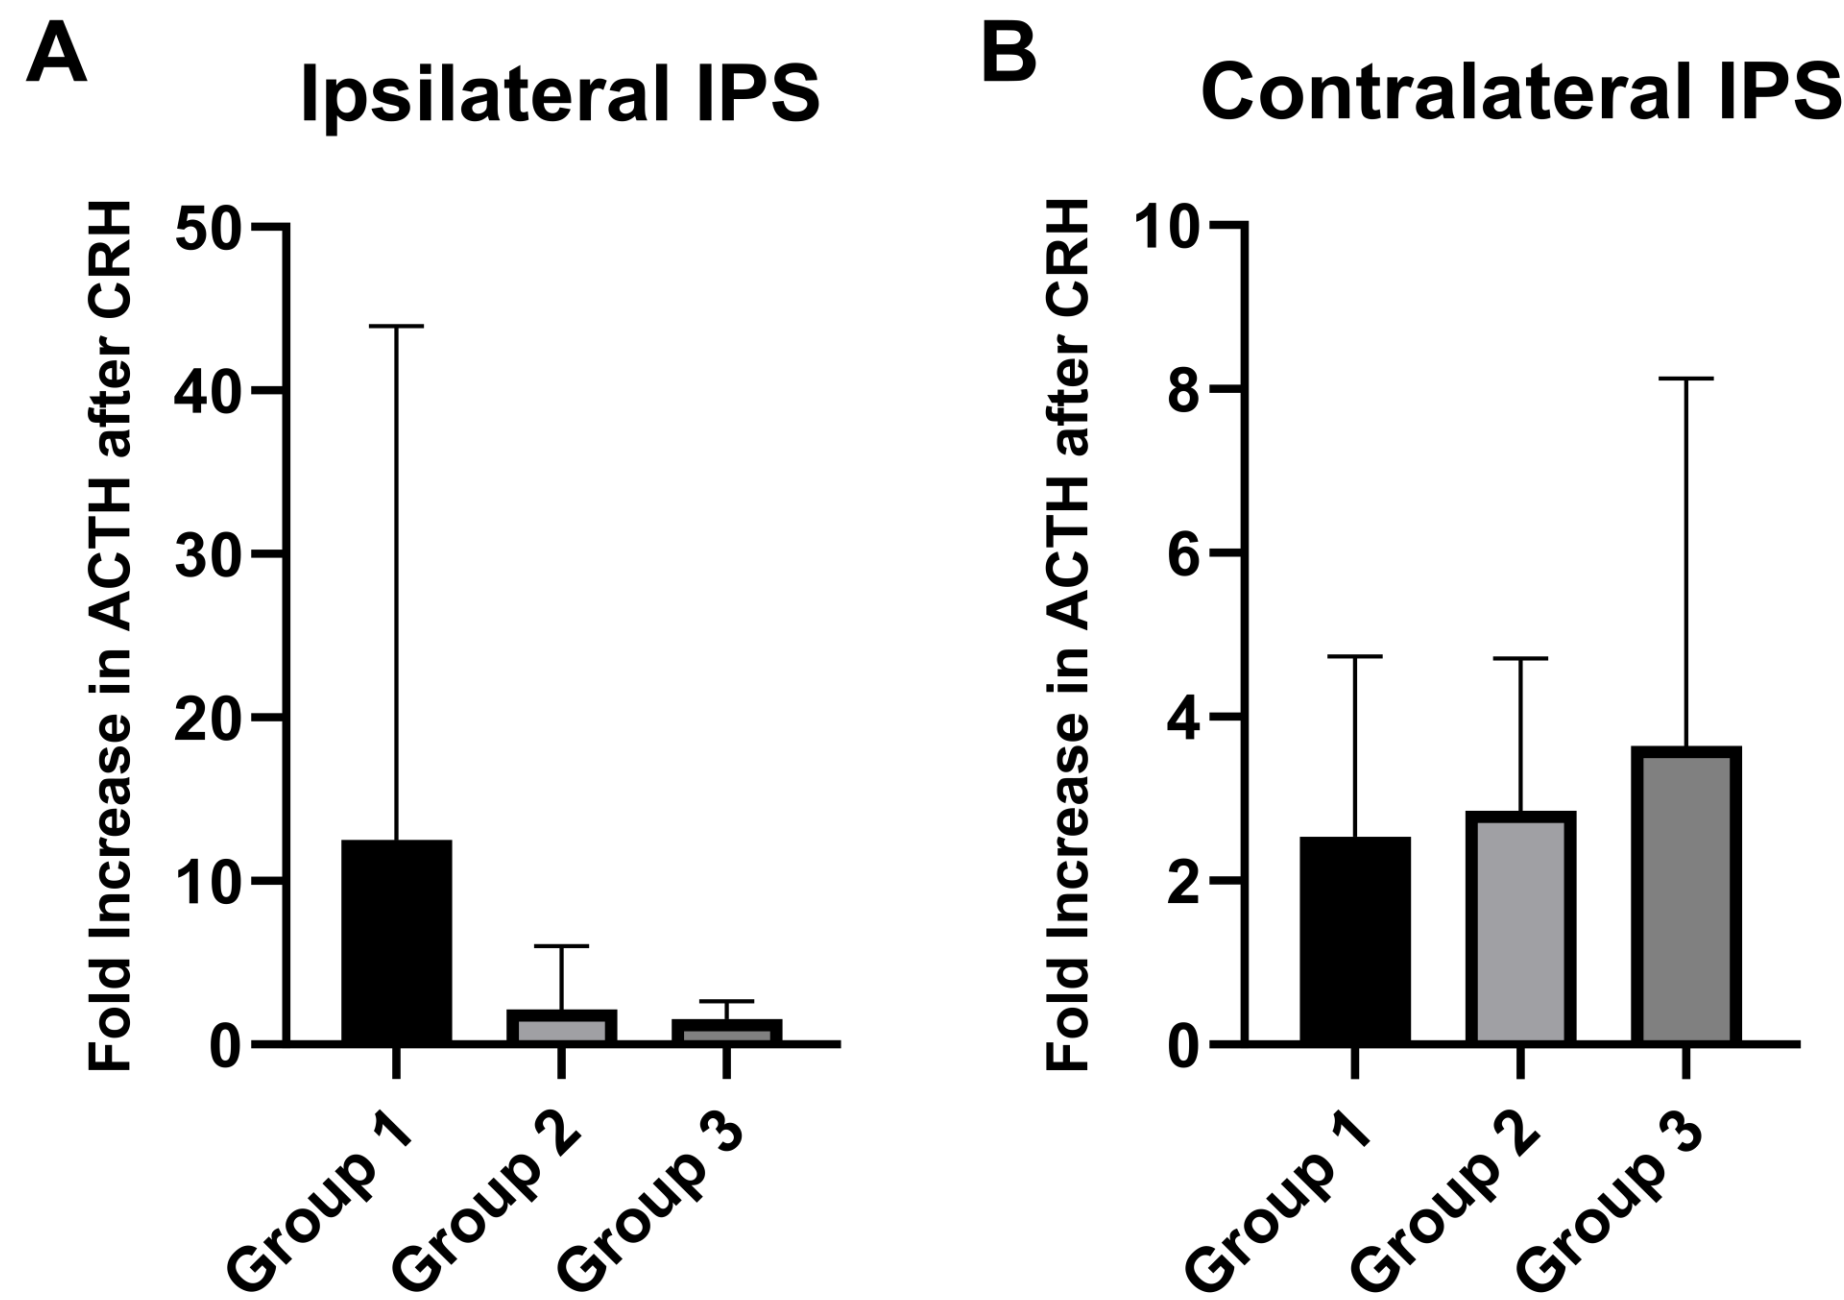 A
Ipsilateral IPS
Fold Increase in ACTH after CRH
50
40
30
20
10
0
Group 1
Group 2
Group 3
B
Contralateral IPS
Fold Increase in ACTH after CRH
10
8
6
4
2
0
Group 1
Group 2
Group 3